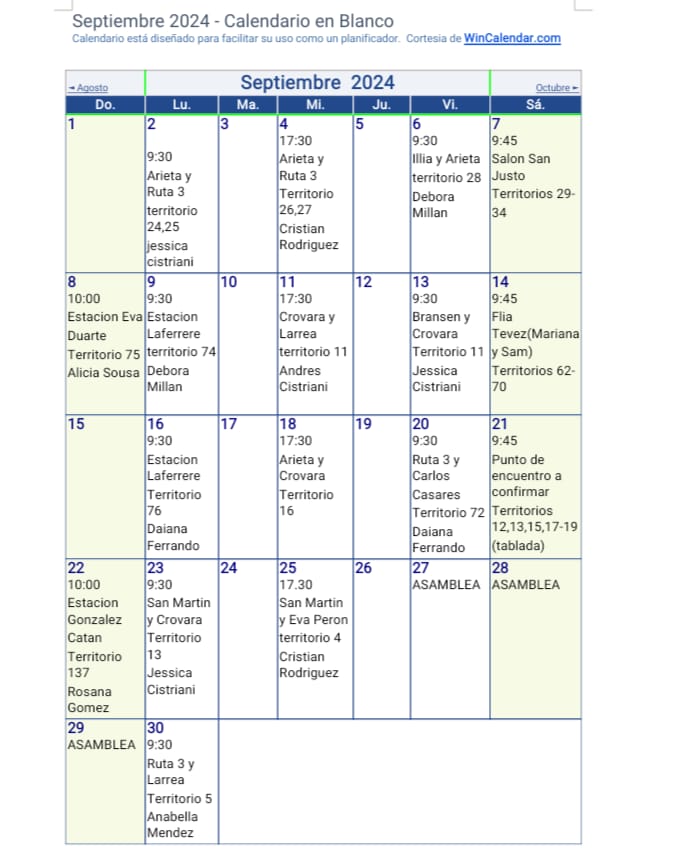 Septiembre 2024 - Calendario en Blanco
Calendario está diseñado para facilitar su uso como un planificador. Cortesia de WinCalendar.com
◄ Agosto
Septiembre 2024
Octubre ►
Do. Lu. Ma. Mi. Ju. Vi. Sá.
1
2
9:30
Arieta y
Ruta 3
territorio
24,25
jessica
cistriani
3
4
17:30
Arieta y
Ruta 3
Territorio
26,27
Cristian
Rodriguez
5
6
9:30
Illia y Arieta
territorio 28
Debora
Millan
7
9:45
Salon San
Justo
Territorios 29-
34
8
10:00
Estacion Eva
Duarte
Territorio 75
Alicia Sousa
9
9:30
Estacion
Laferrere
territorio 74
Debora
Millan
10
11
17:30
Crovara y
Larrea
territorio 11
Andres
Cistriani
12
13
9:30
Bransen y
Crovara
Territorio 11
Jessica
Cistriani
14
9:45
Flia
Tevez(Mariana
y Sam)
Territorios 62-
70
15
16
9:30
Estacion
Laferrere
Territorio
76
Daiana
Ferrando
17
18
17:30
Arieta y
Crovara
Territorio
16
19
20
9:30
Ruta 3 y
Carlos
Casares
Territorio 72
Daiana
Ferrando
21
9:45
Punto de
encuentro a
confirmar
Territorios
12,13,15,17-19
(tablada)
22
10:00
Estacion
Gonzalez
Catan
Territorio
137
Rosana
Gomez
23
9:30
San Martin
y Crovara
Territorio
13
Jessica
Cistriani
24
25
17.30
San Martin
y Eva Peron
territorio 4
Cristian
Rodriguez
26
27
ASAMBLEA
28
ASAMBLEA
29
ASAMBLEA
30
9:30
Ruta 3 y
Larrea
Territorio 5
Anabella
Mendez